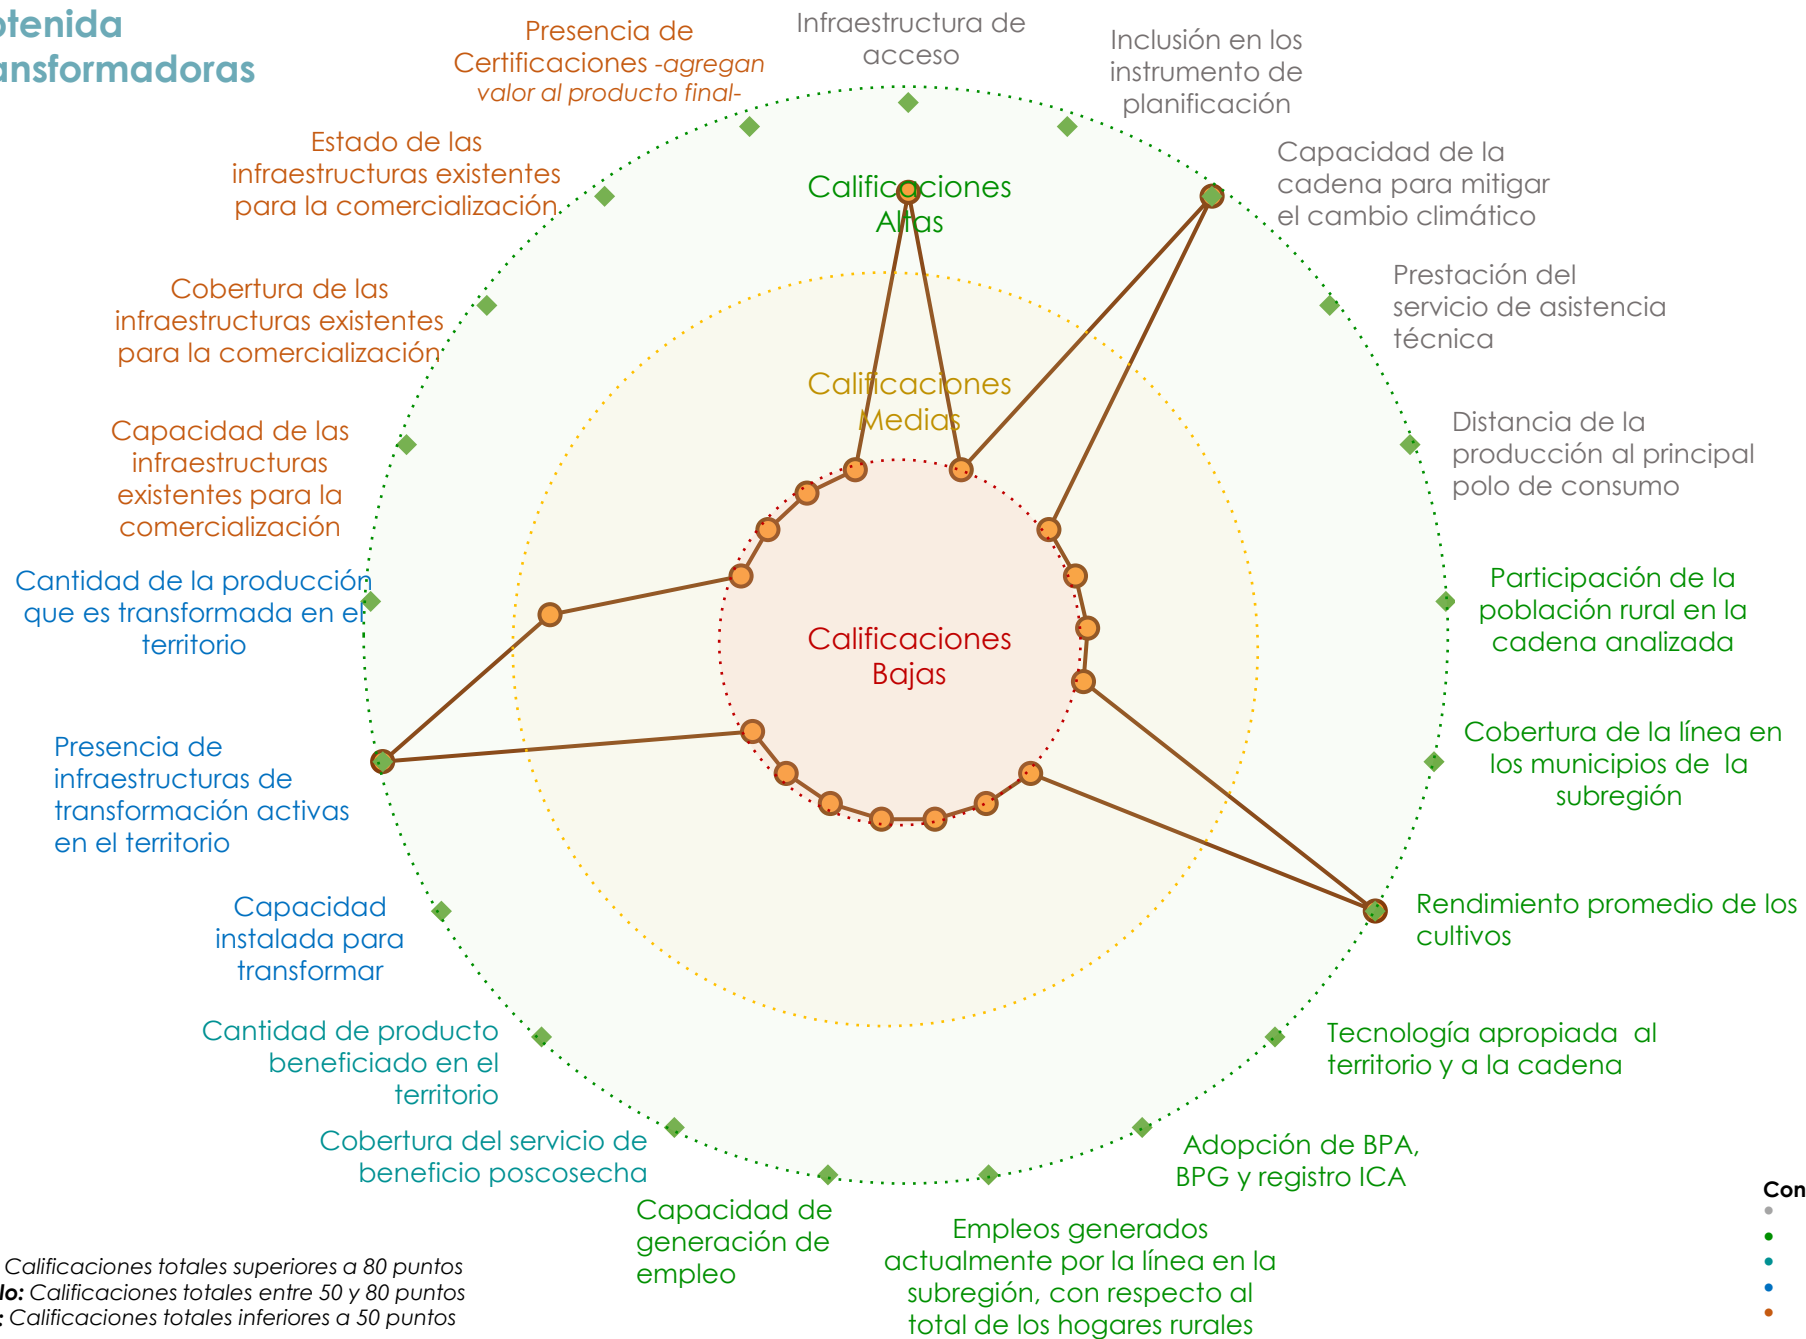 Presencia de
Certificaciones -agregan
valor al producto final-
Infraestructura de
acceso
Inclusión en los
instrumento de
planificación
Estado de las
infraestructuras existentes
para la comercialización
Calificaciones
Altas
Capacidad de la
cadena para mitigar
el cambio climático
Cobertura de las
infraestructuras existentes
para la comercialización
Prestación del
servicio de asistencia
técnica
Calificaciones
Medias
Capacidad de las
infraestructuras
existentes para la
comercialización
Distancia de la
producción al principal
polo de consumo
Cantidad de la producción
que es transformada en el
territorio
Calificaciones
Bajas
Participación de la
población rural en la
cadena analizada
Presencia de
infraestructuras de
transformación activas
en el territorio
Cobertura de la línea en
los municipios de la
subregión
Capacidad
instalada para
transformar
Rendimiento promedio de los
cultivos
Cantidad de producto
beneficiado en el
territorio
Tecnología apropiada al
territorio y a la cadena
Cobertura del servicio de
beneficio poscosecha
Adopción de BPA,
BPG y registro ICA
Capacidad de
generación de
empleo
Empleos generados
actualmente por la línea en la
subregión, con respecto al
total de los hogares rurales
Calificaciones totales superiores a 80 puntos
Calificaciones totales entre 50 y 80 puntos
Calificaciones totales inferiores a 50 puntos